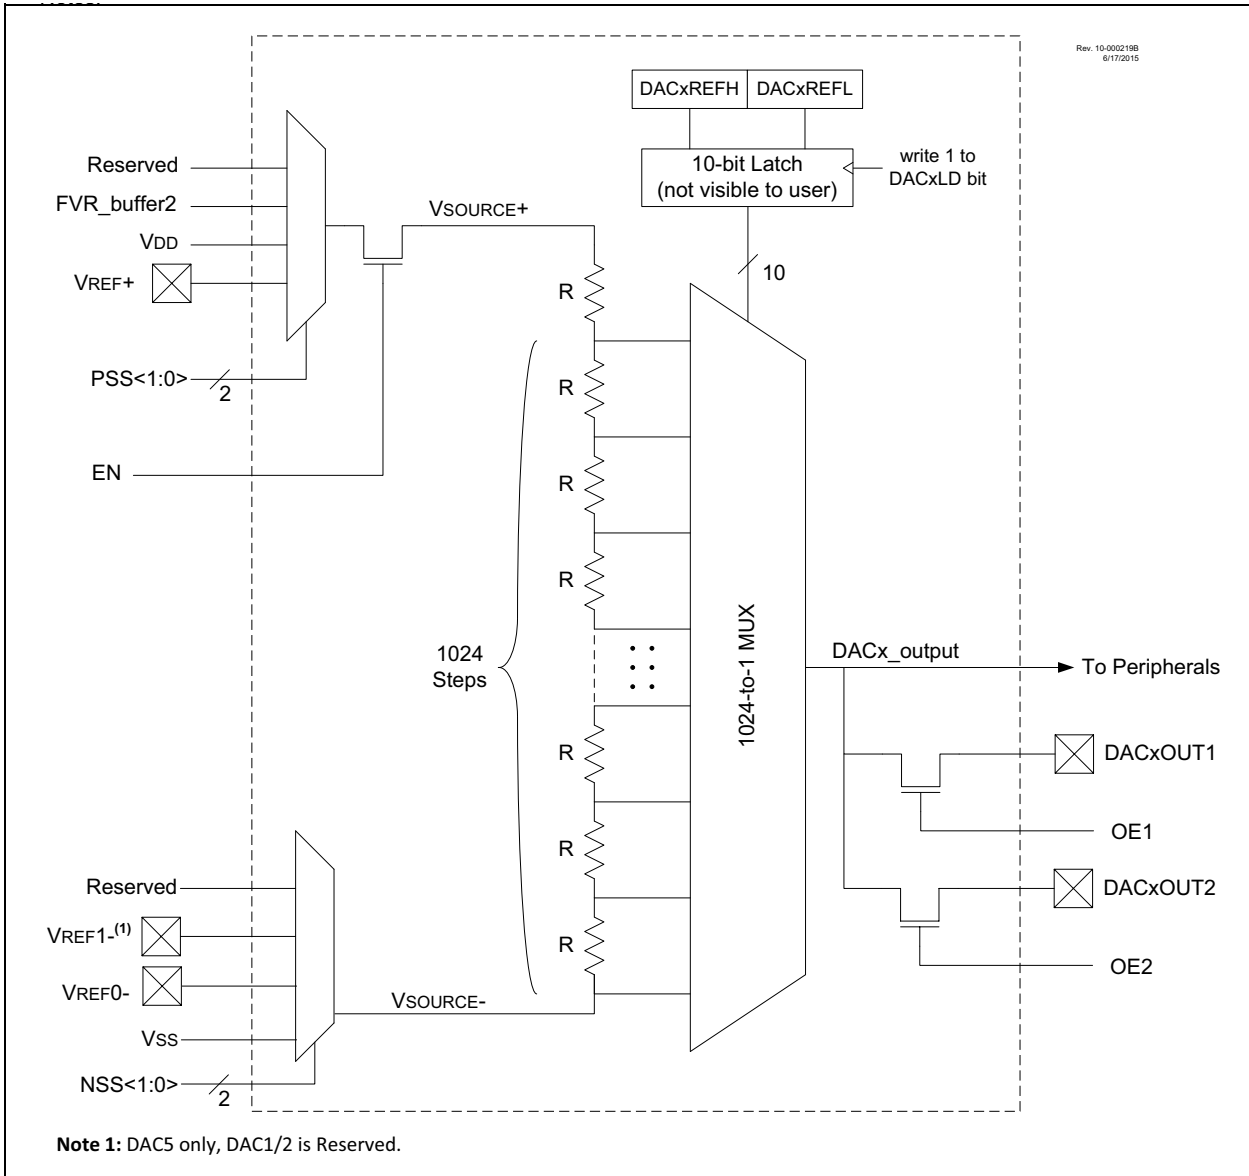 Rev. 10-000219B
6/17/2015
DACxREFH
DACxREFL
10-bit Latch
(not visible to user)
write 1 to
DACxLD bit
10
Reserved
FVR_buffer2
VDD
VREF+
PSS<1:0>
2
EN
VSOURCE+
R
R
R
R
1024
Steps
R
R
R
1024-to-1 MUX
DACx_output
To Peripherals
DACxOUT1
OE1
DACxOUT2
OE2
Reserved
VREF1-(1)
VREF0-
VSS
NSS<1:0>
2
VSOURCE-
Note 1: DAC5 only, DAC1/2 is Reserved.